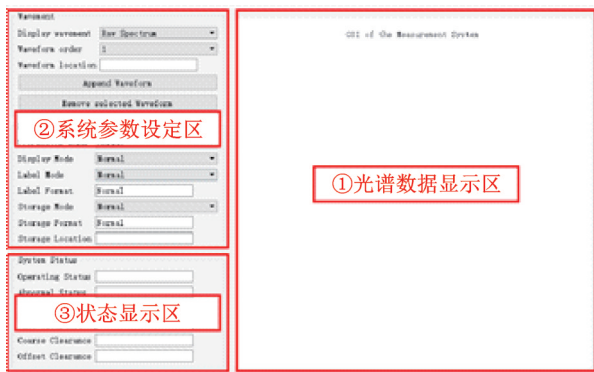 Wavement
Display wavement Raw Spectrum
Waveform order 1
Waveform location
Append Waveform
Remove selected Waveform
②系统参数设定区
Display Mode Normal
Label Mode Normal
Label Format Normal
Storage Mode Normal
Storage Format Normal
Storage Location
System Status
Operating Status
Abnormal Status
③状态显示区
Course Clearance
Offset Clearance
GSI of the Measurement System
①光谱数据显示区